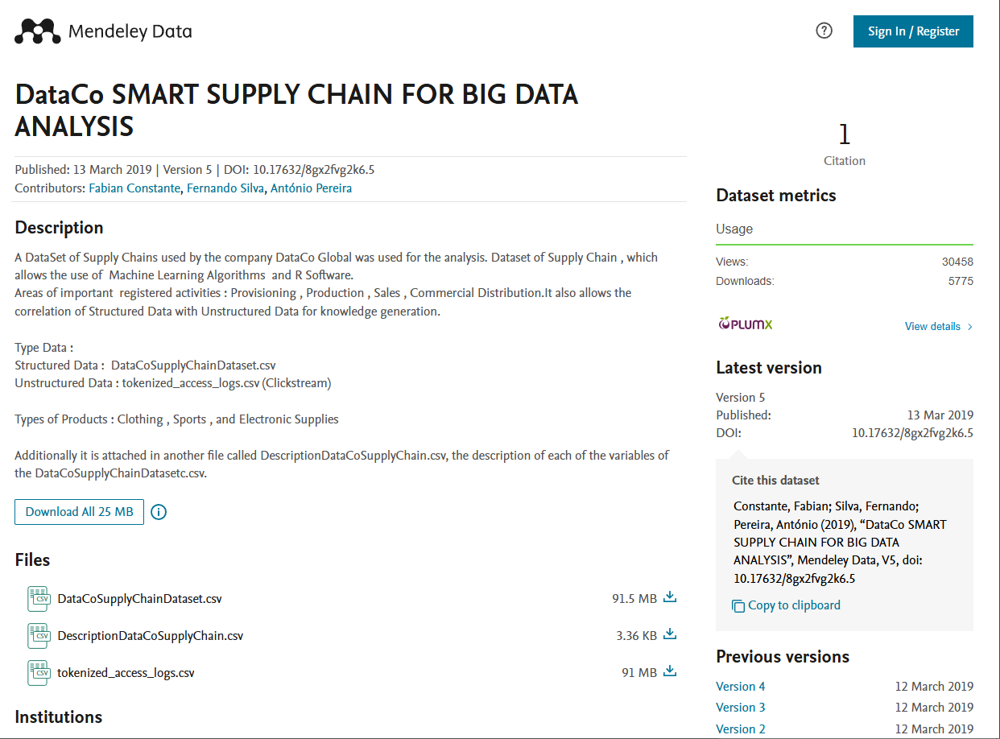 Mendeley Data
?
Sign In / Register
DataCo SMART SUPPLY CHAIN FOR BIG DATA
ANALYSIS
Published: 13 March 2019 | Version 5 | DOI: 10.17632/8gx2fvg2k6.5
Contributors: Fabian Constante, Fernando Silva, António Pereira
Description
A DataSet of Supply Chains used by the company DataCo Global was used for the analysis. Dataset of Supply Chain , which
allows the use of  Machine Learning Algorithms  and R Software.
Areas of important  registered activities : Provisioning , Production , Sales , Commercial Distribution.It also allows the
correlation of Structured Data with Unstructured Data for knowledge generation.
Type Data :
Structured Data :  DataCoSupplyChainDataset.csv
Unstructured Data : tokenized_access_logs.csv (Clickstream)
Types of Products : Clothing , Sports , and Electronic Supplies
Additionally it is attached in another file called DescriptionDataCoSupplyChain.csv, the description of each of the variables of
the DataCoSupplyChainDatasetc.csv.
Download All 25 MB
i
Files
CSV DataCoSupplyChainDataset.csv 91.5 MB
CSV DescriptionDataCoSupplyChain.csv 3.36 KB
CSV tokenized_access_logs.csv 91 MB
Institutions
1
Citation
Dataset metrics
Usage
Views: 30458
Downloads: 5775
PLUMX
View details
Latest version
Version 5
Published: 13 Mar 2019
DOI: 10.17632/8gx2fvg2k6.5
Cite this dataset
Constante, Fabian; Silva, Fernando;
Pereira, António (2019), “DataCo SMART
SUPPLY CHAIN FOR BIG DATA
ANALYSIS”, Mendeley Data, V5, doi:
10.17632/8gx2fvg2k6.5
Copy to clipboard
Previous versions
Version 4 12 March 2019
Version 3 12 March 2019
Version 2 12 March 2019